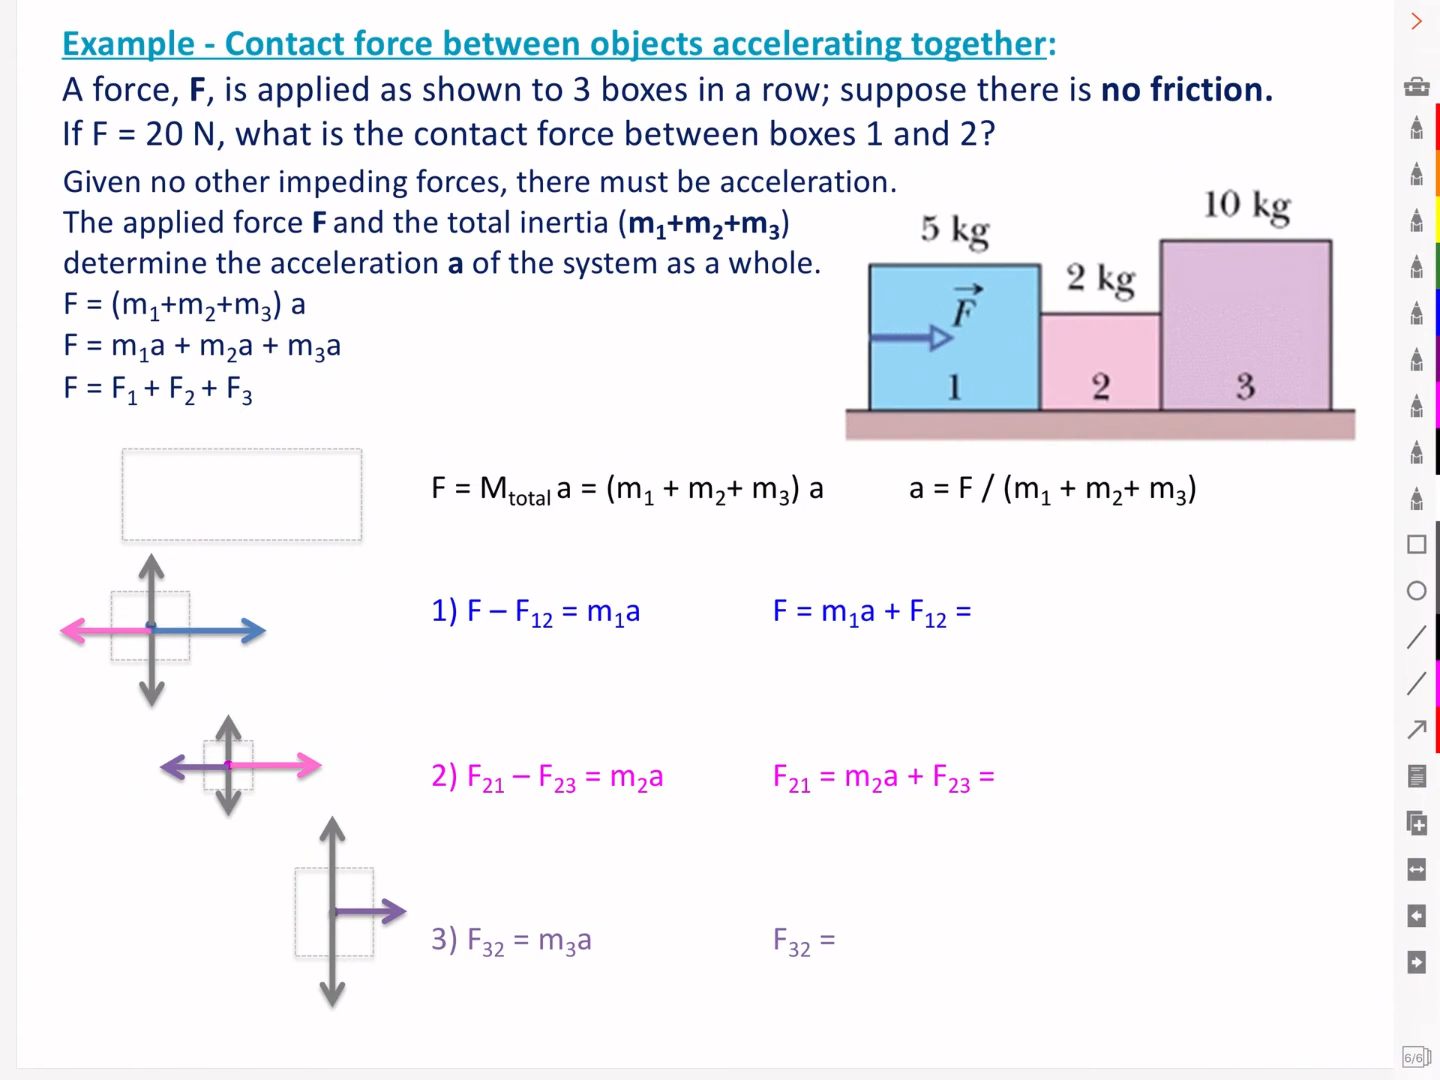 Example - Contact force between objects accelerating together:
A force, F, is applied as shown to 3 boxes in a row; suppose there is no friction.
If F = 20 N, what is the contact force between boxes 1 and 2?
Given no other impeding forces, there must be acceleration.
The applied force F and the total inertia (m₁+m₂+m₃)
determine the acceleration a of the system as a whole.
F = (m₁+m₂+m₃) a
F = m₁a + m₂a + m₃a
F = F₁ + F₂ + F₃
5 kg
2 kg
10 kg
F⃗
1
2
3
F = Mtotal a = (m₁ + m₂+ m₃) a
a = F / (m₁ + m₂+ m₃)
1) F – F₁₂ = m₁a
F = m₁a + F₁₂ =
2) F₂₁ – F₂₃ = m₂a
F₂₁ = m₂a + F₂₃ =
3) F₃₂ = m₃a
F₃₂ =
6/6